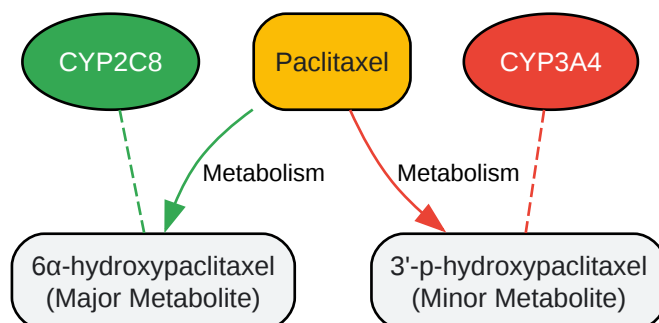 CYP2C8
Paclitaxel
CYP3A4
Metabolism
Metabolism
6α-hydroxypaclitaxel
(Major Metabolite)
3'-p-hydroxypaclitaxel
(Minor Metabolite)